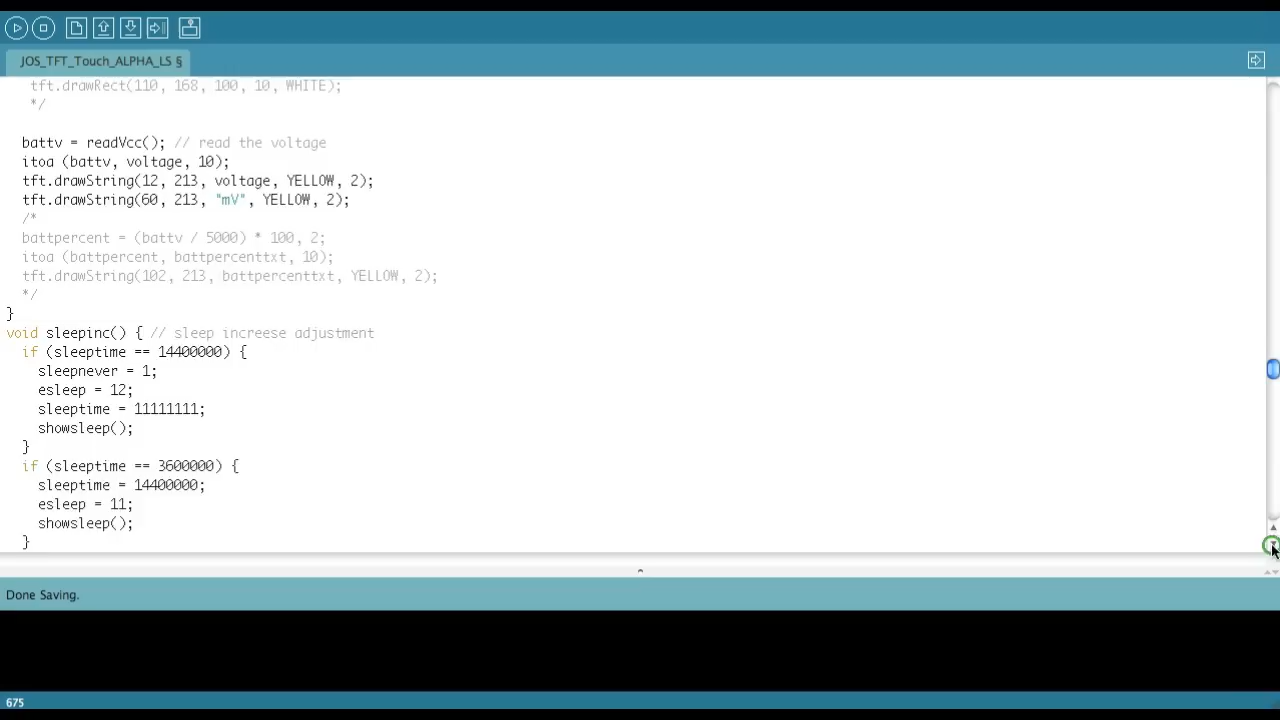 JOS_TFT_Touch_ALPHA_LS §
tft.drawRect(110, 168, 100, 10, WHITE);
*/
battv = readVcc(); // read the voltage
itoa (battv, voltage, 10);
tft.drawString(12, 213, voltage, YELLOW, 2);
tft.drawString(60, 213, "mV", YELLOW, 2);
/*
battpercent = (battv / 5000) * 100, 2;
itoa (battpercent, battpercenttxt, 10);
tft.drawString(102, 213, battpercenttxt, YELLOW, 2);
*/
}
void sleepinc() { // sleep increese adjustment
if (sleeptime == 14400000) {
sleepnever = 1;
esleep = 12;
sleeptime = 11111111;
showsleep();
}
if (sleeptime == 3600000) {
sleeptime = 14400000;
esleep = 11;
showsleep();
}
Done Saving.
675